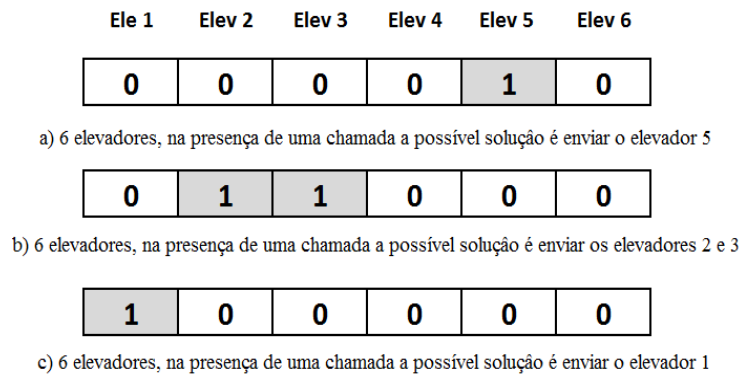 Ele 1 Elev 2 Elev 3 Elev 4 Elev 5 Elev 6
0 0 0 0 1 0
a) 6 elevadores, na presença de uma chamada a possível solução é enviar o elevador 5
0 1 1 0 0 0
b) 6 elevadores, na presença de uma chamada a possível solução é enviar os elevadores 2 e 3
1 0 0 0 0 0
c) 6 elevadores, na presença de uma chamada a possível solução é enviar o elevador 1